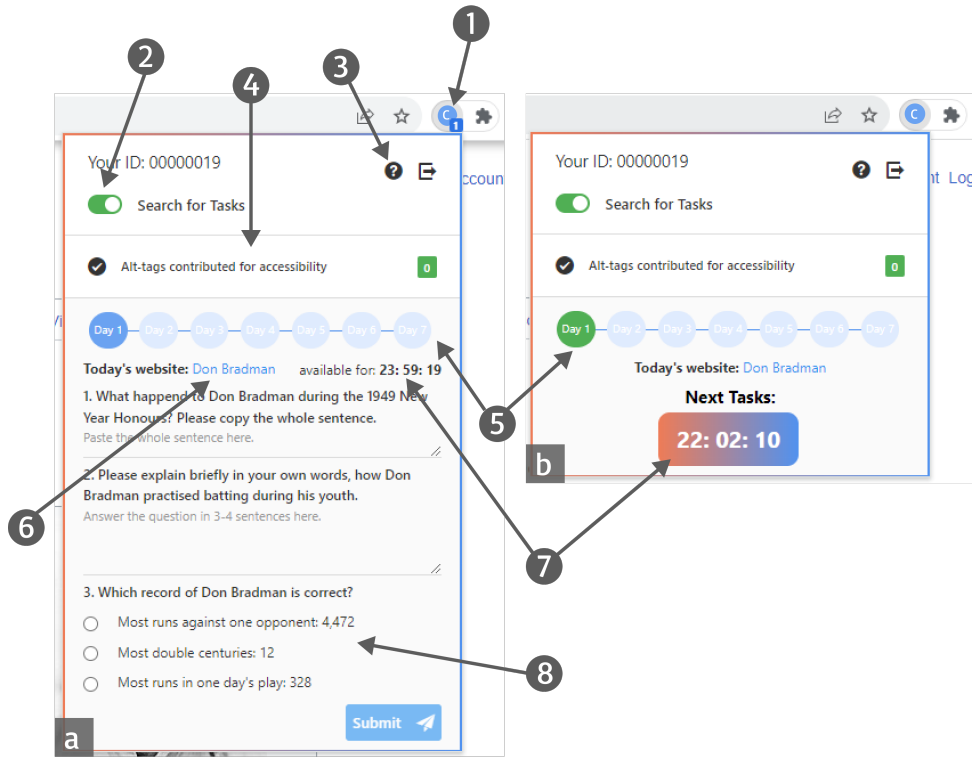 1
2
3
4
C
1
Your ID: 00000019
ccoun
Search for Tasks
Alt-tags contributed for accessibility
0
Day 1
Day 2
Day 3
Day 4
Day 5
Day 6
Day 7
Today's website: Don Bradman
available for: 23: 59: 19
1. What happend to Don Bradman during the 1949 New
Year Honours? Please copy the whole sentence.
Paste the whole sentence here.
2. Please explain briefly in your own words, how Don
Bradman practised batting during his youth.
Answer the question in 3-4 sentences here.
3. Which record of Don Bradman is correct?
Most runs against one opponent: 4,472
Most double centuries: 12
Most runs in one day's play: 328
Submit
a
5
6
7
8
C
Your ID: 00000019
nt Log
Search for Tasks
Alt-tags contributed for accessibility
0
Day 1
Day 2
Day 3
Day 4
Day 5
Day 6
Day 7
Today's website: Don Bradman
Next Tasks:
22: 02: 10
b